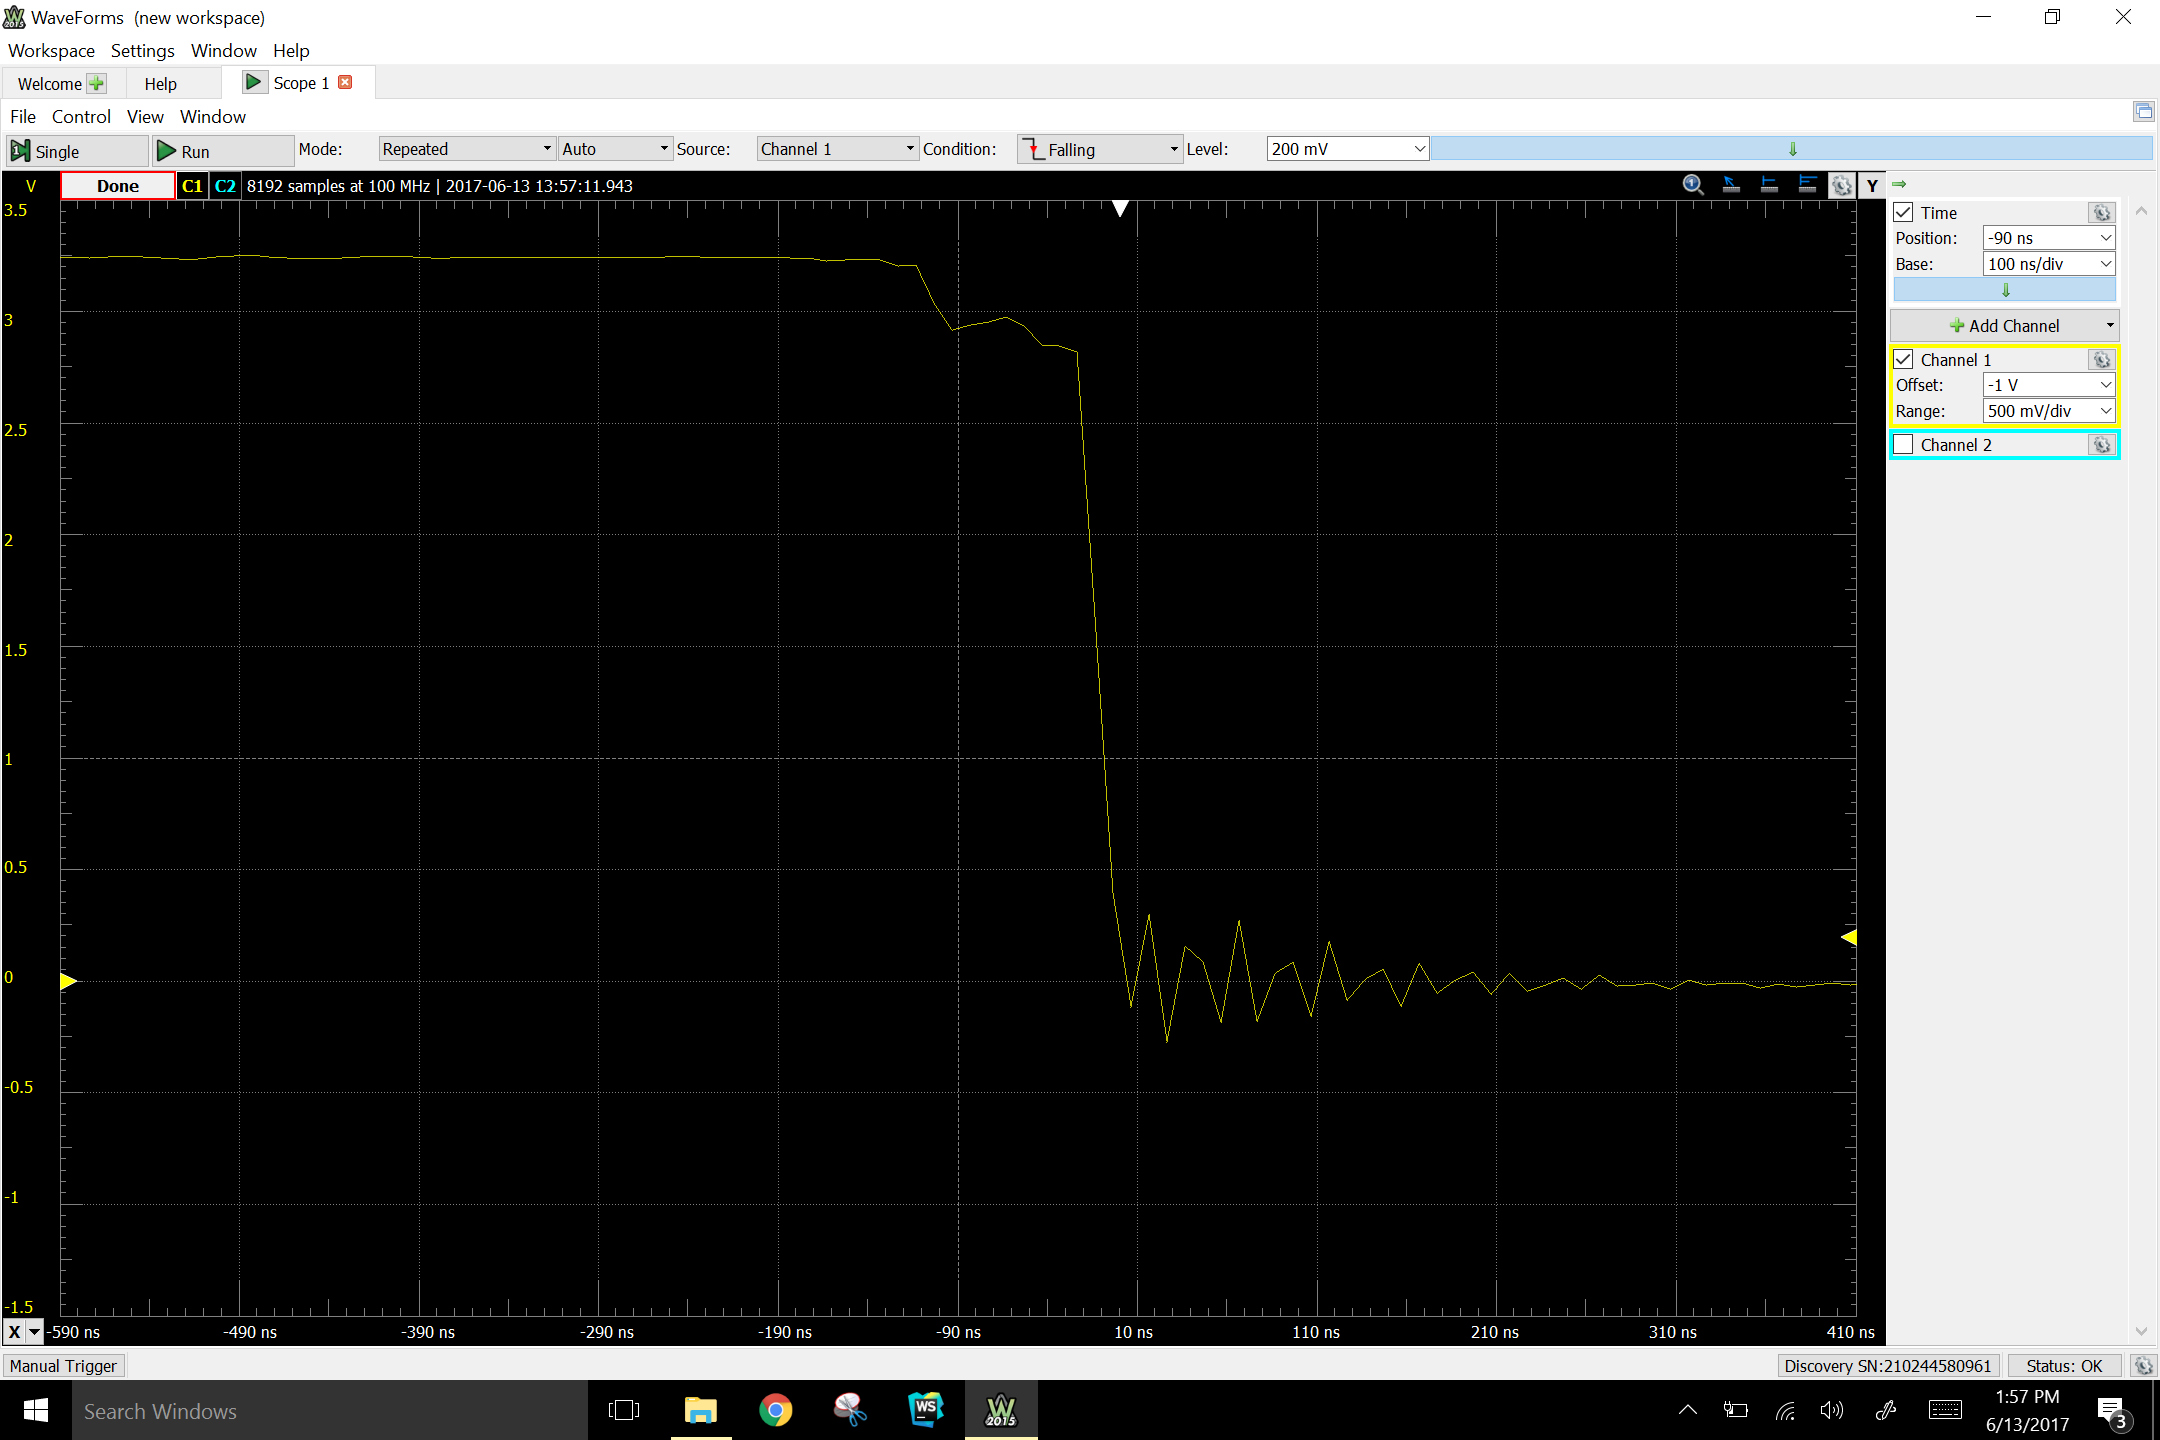 WaveForms (new workspace)
Workspace Settings Window Help
Welcome Help Scope 1
File Control View Window
Single Run Mode: Repeated Auto Source: Channel 1 Condition: Falling Level: 200 mV
V Done C1 C2 8192 samples at 100 MHz | 2017-06-13 13:57:11.943 Y
3.5
3
2.5
2
1.5
1
0.5
0
-0.5
-1
-1.5
X -590 ns -490 ns -390 ns -290 ns -190 ns -90 ns 10 ns 110 ns 210 ns 310 ns 410 ns
Time
Position: -90 ns
Base: 100 ns/div
Add Channel
Channel 1
Offset: -1 V
Range: 500 mV/div
Channel 2
Manual Trigger Discovery SN:210244580961 Status: OK
Search Windows WS W 2015 1:57 PM
6/13/2017 3